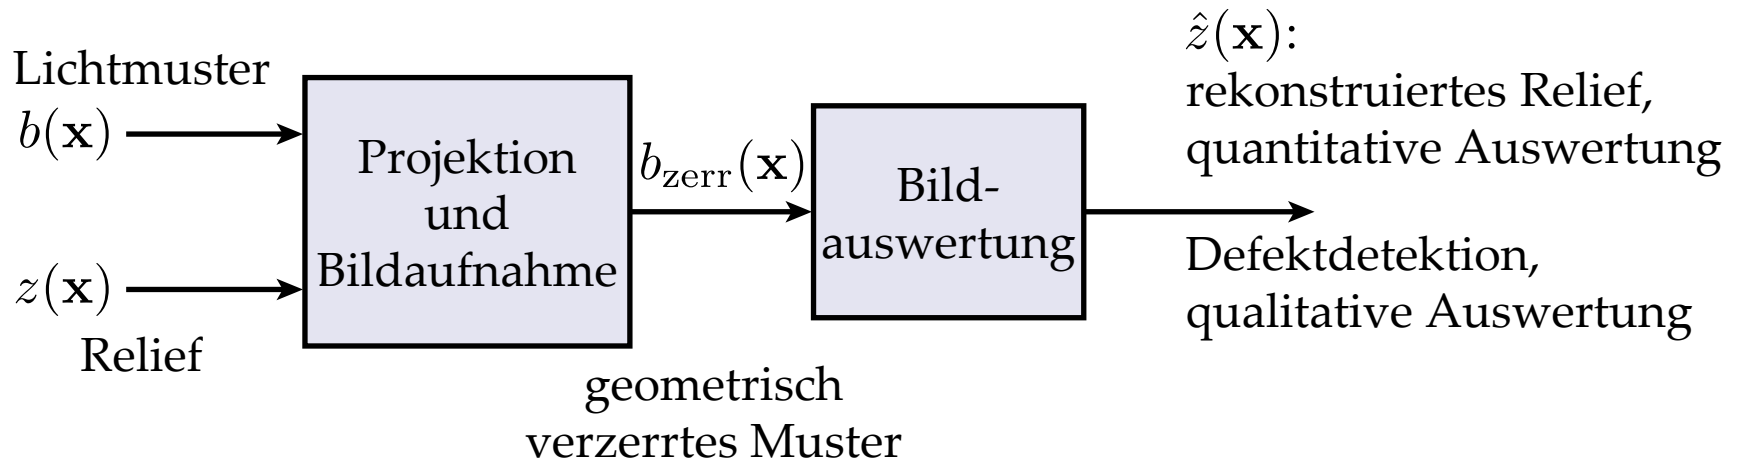 Lichtmuster
b(x)
z(x)
Relief
Projektion
und
Bildaufnahme
b_zerr(x)
geometrisch
verzerrtes Muster
Bild-
auswertung
ẑ(x):
rekonstruiertes Relief,
quantitative Auswertung
Defektdetektion,
qualitative Auswertung